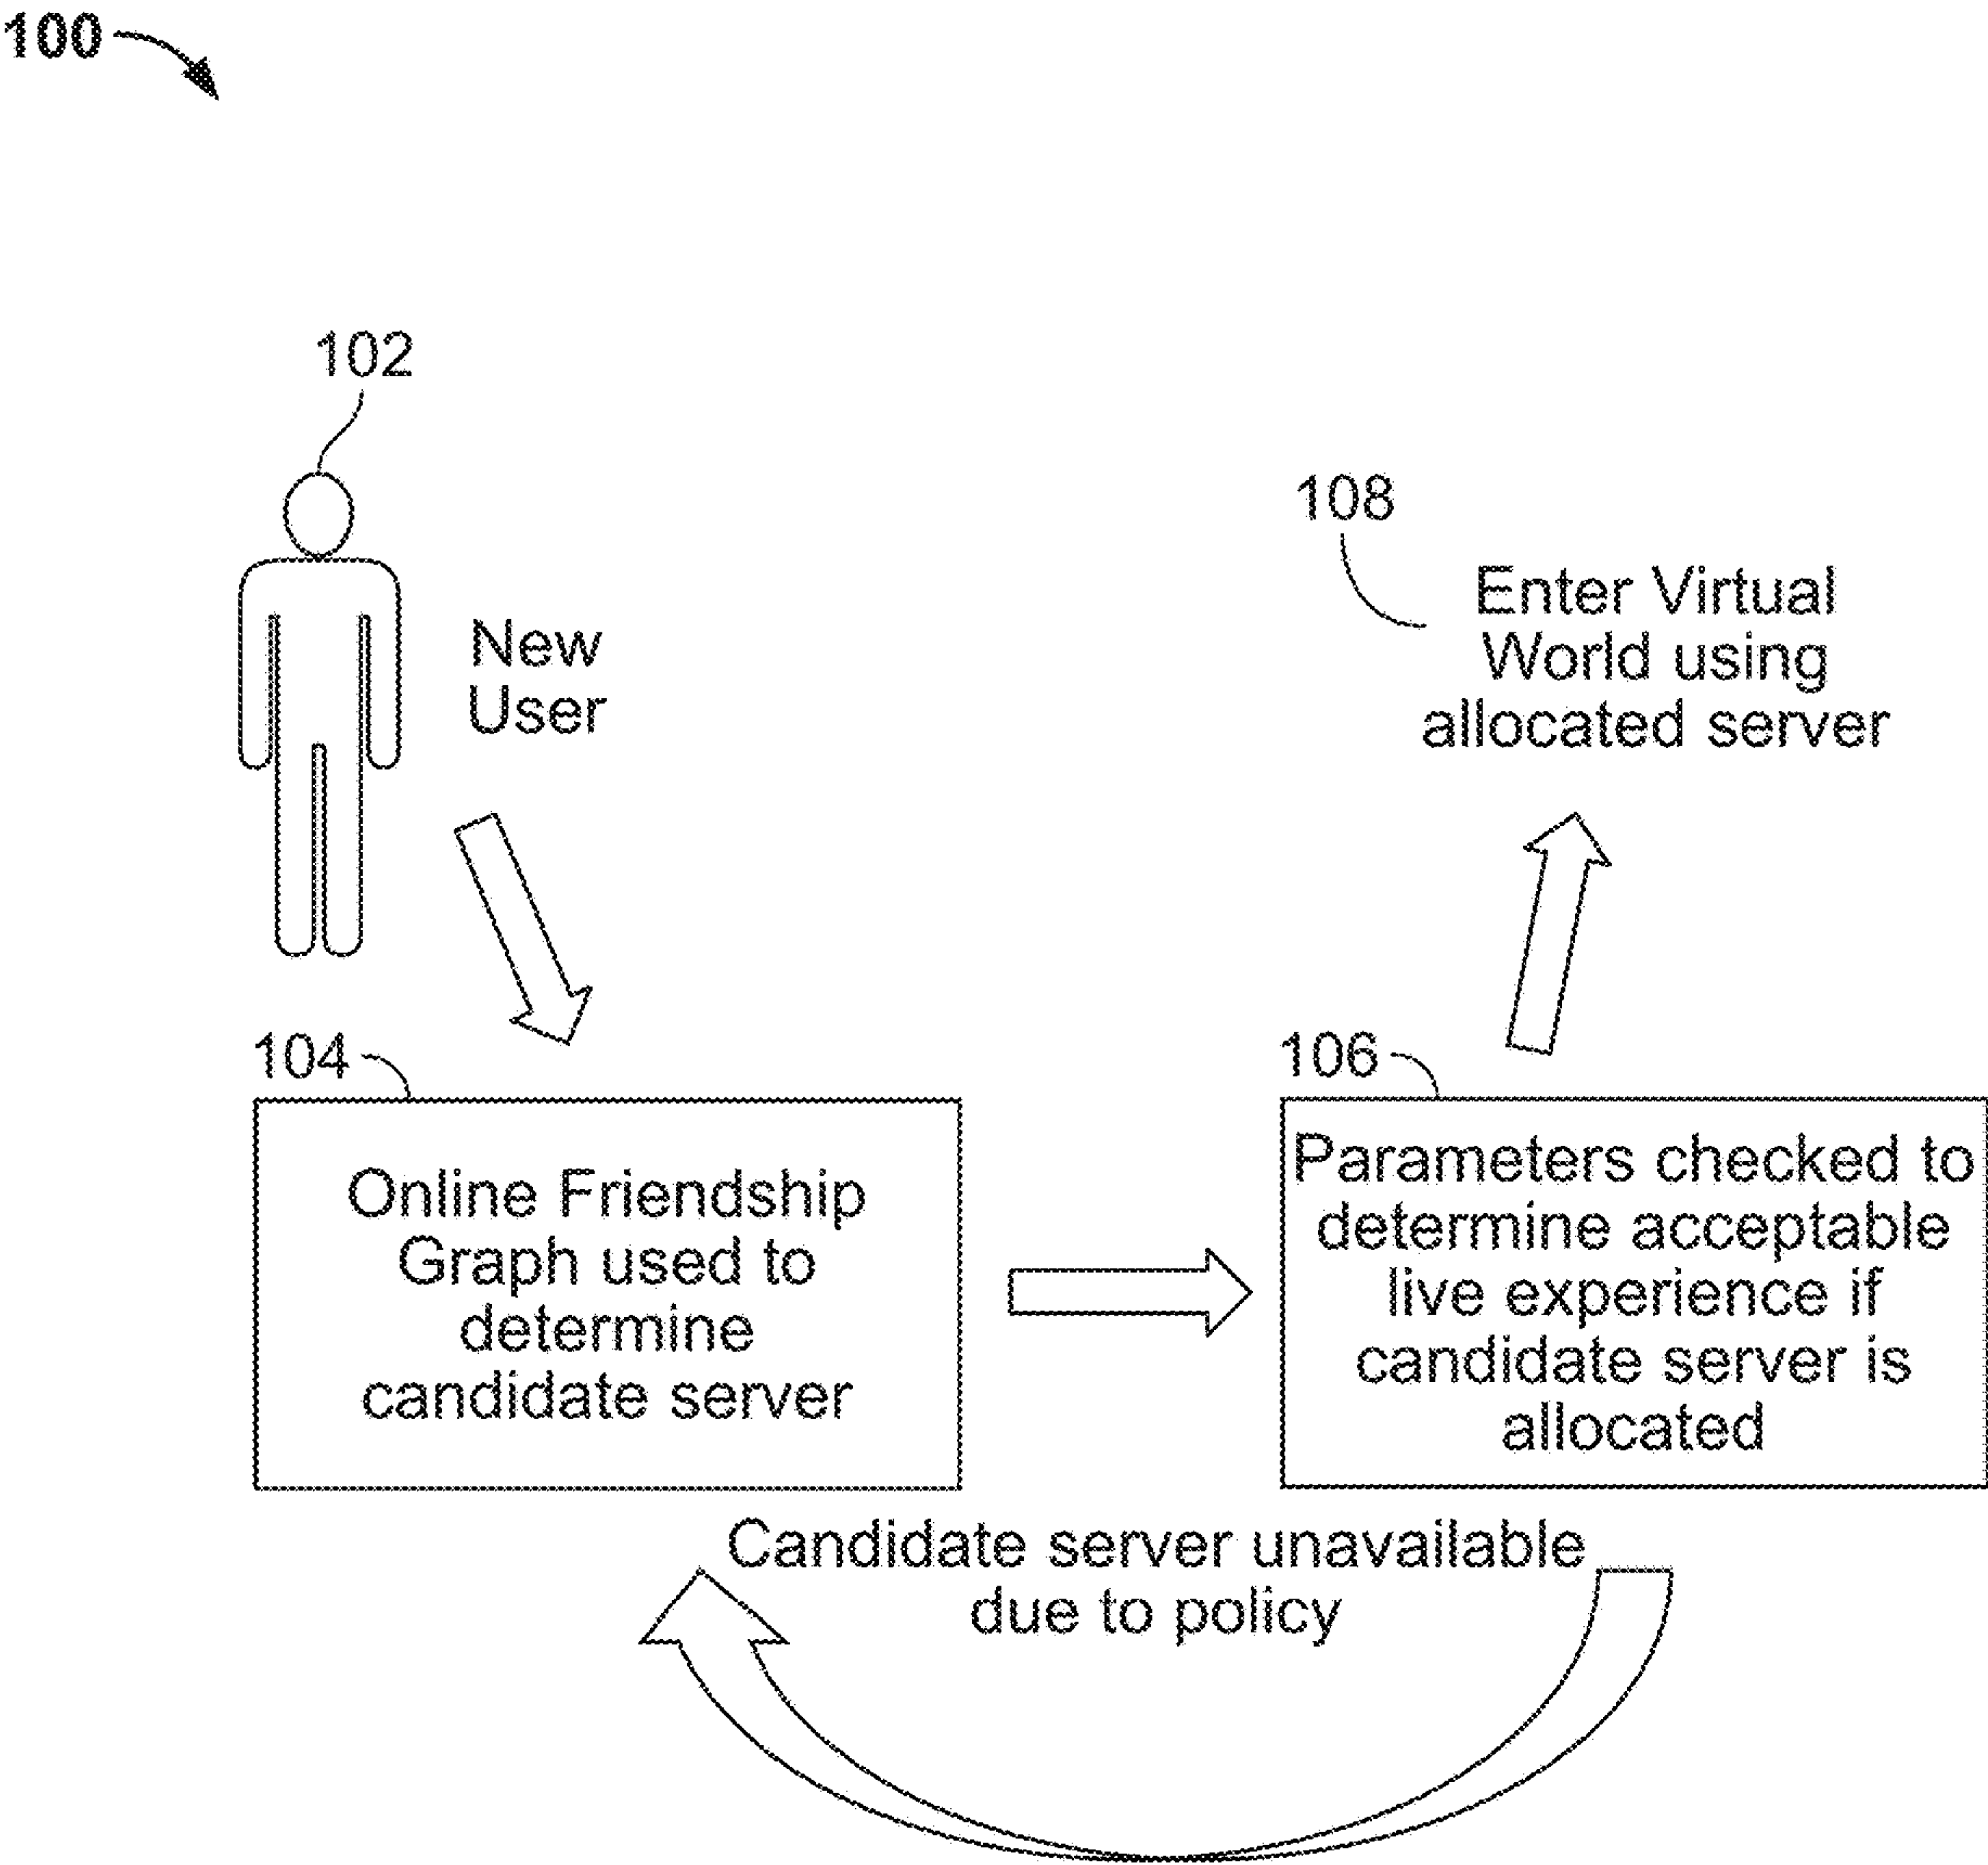 100
102
New
User
108
Enter Virtual
World using
allocated server
104
Online Friendship
Graph used to
determine
candidate server
106
Parameters checked to
determine acceptable
live experience if
candidate server is
allocated
Candidate server unavailable
due to policy